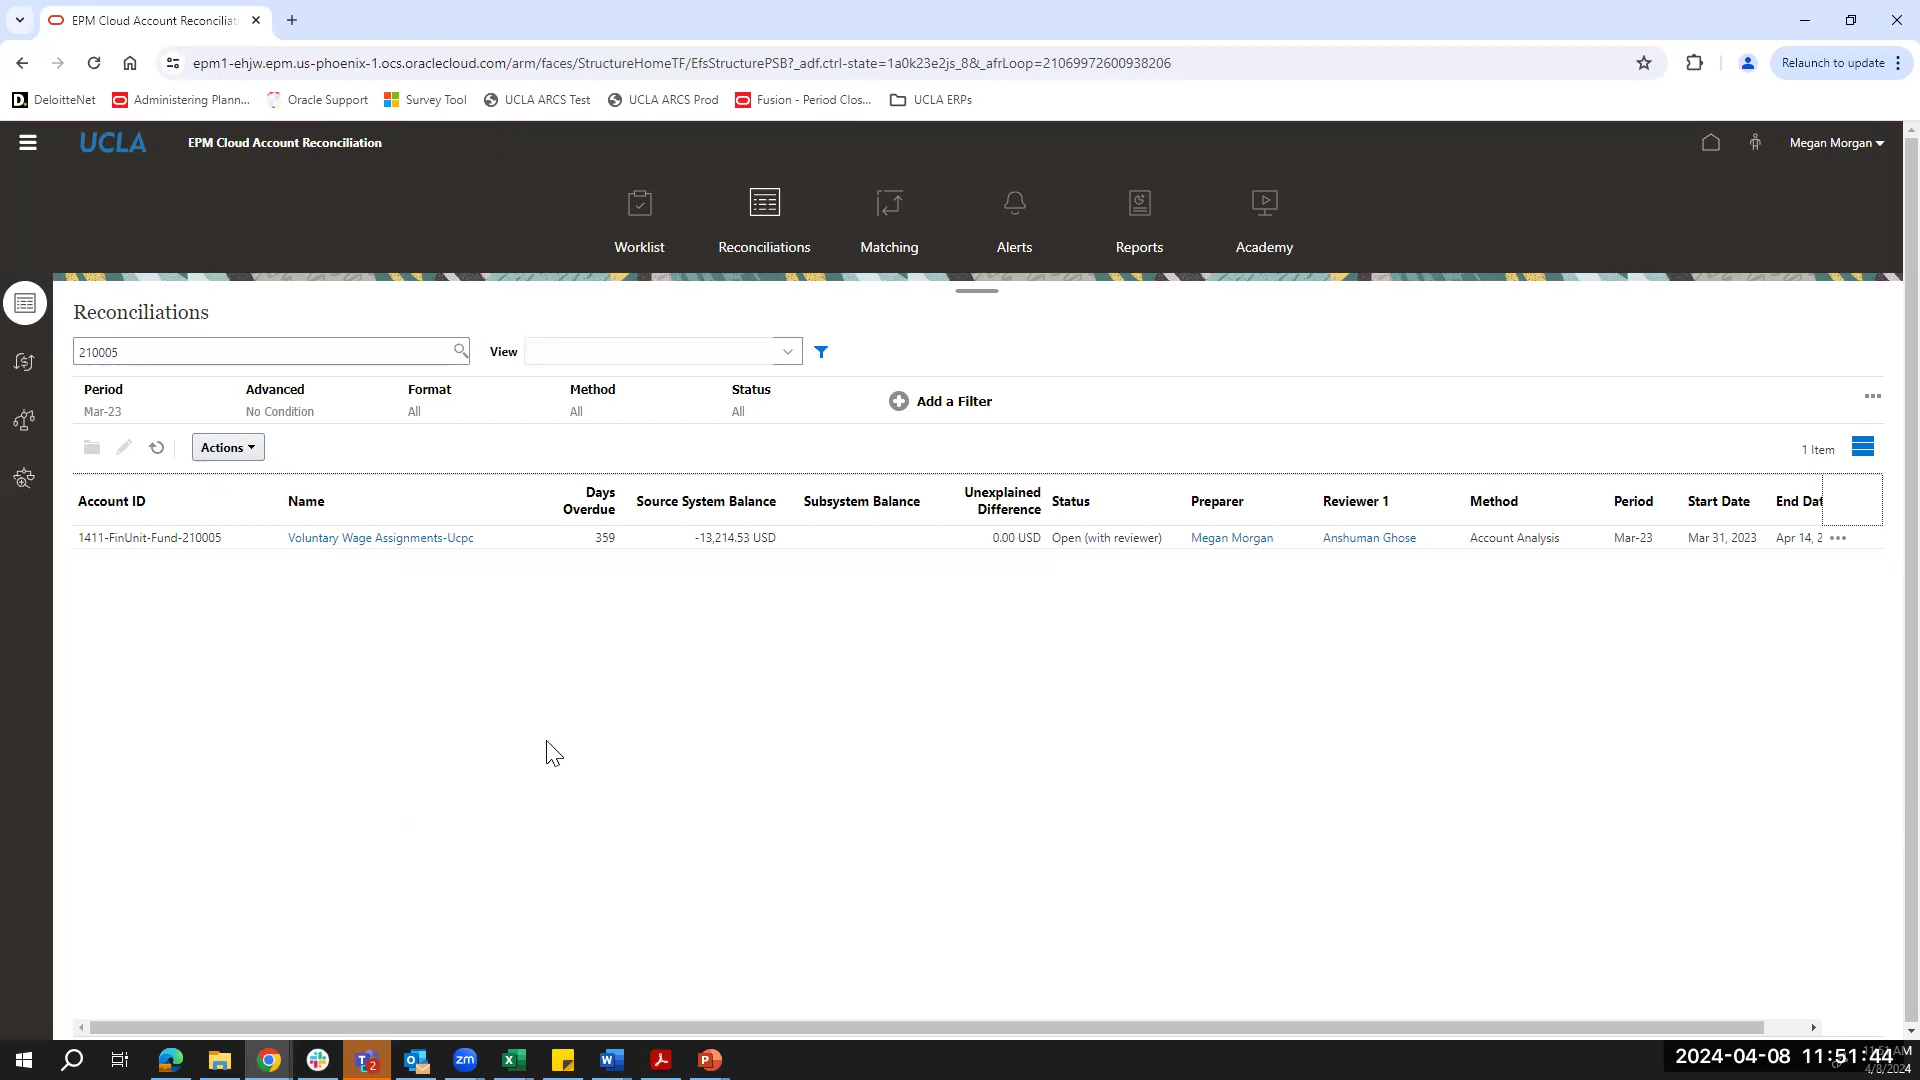 EPM Cloud Account Reconciliat
epm1-ehjw.epm.us-phoenix-1.ocs.oraclecloud.com/arm/faces/StructureHomeTF/EfsStructurePSB?_adf.ctrl-state=1a0k23e2js_8&_afrLoop=21069972600938206
Relaunch to update
DeloitteNet Administering Plann... Oracle Support Survey Tool UCLA ARCS Test UCLA ARCS Prod Fusion - Period Clos... UCLA ERPs
UCLA EPM Cloud Account Reconciliation Megan Morgan
Worklist Reconciliations Matching Alerts Reports Academy
Reconciliations
210005 View
Period Advanced Format Method Status
Mar-23 No Condition All All All
Add a Filter
Actions 1 Item
Account ID Name Days Overdue Source System Balance Subsystem Balance Unexplained Difference Status Preparer Reviewer 1 Method Period Start Date End Dat
1411-FinUnit-Fund-210005 Voluntary Wage Assignments-Ucpc 359 -13,214.53 USD 0.00 USD Open (with reviewer) Megan Morgan Anshuman Ghose Account Analysis Mar-23 Mar 31, 2023 Apr 14, 2
2024-04-08 11:51:44
4/8/2024